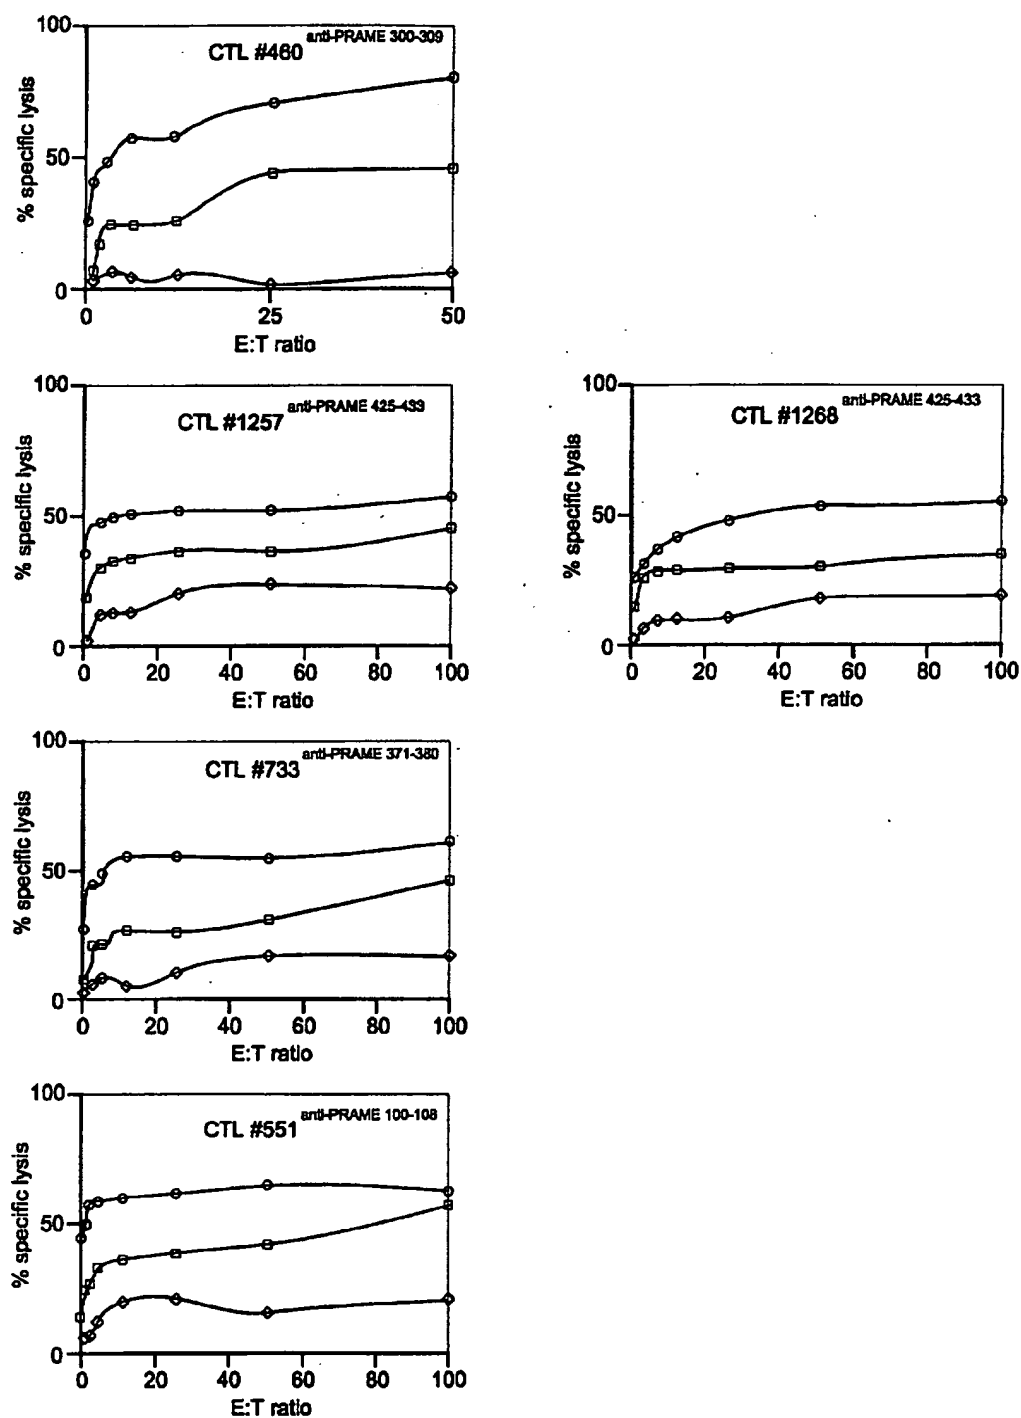 100
50
0
% specific lysis
CTL #460 anti-PRAME 300-309
0 25 50
E:T ratio
100
50
0
% specific lysis
CTL #1257 anti-PRAME 425-433
0 20 40 60 80 100
E:T ratio
100
50
0
% specific lysis
CTL #1268 anti-PRAME 425-433
0 20 40 60 80 100
E:T ratio
100
50
0
% specific lysis
CTL #733 anti-PRAME 371-380
0 20 40 60 80 100
E:T ratio
100
50
0
% specific lysis
CTL #551 anti-PRAME 100-108
0 20 40 60 80 100
E:T ratio